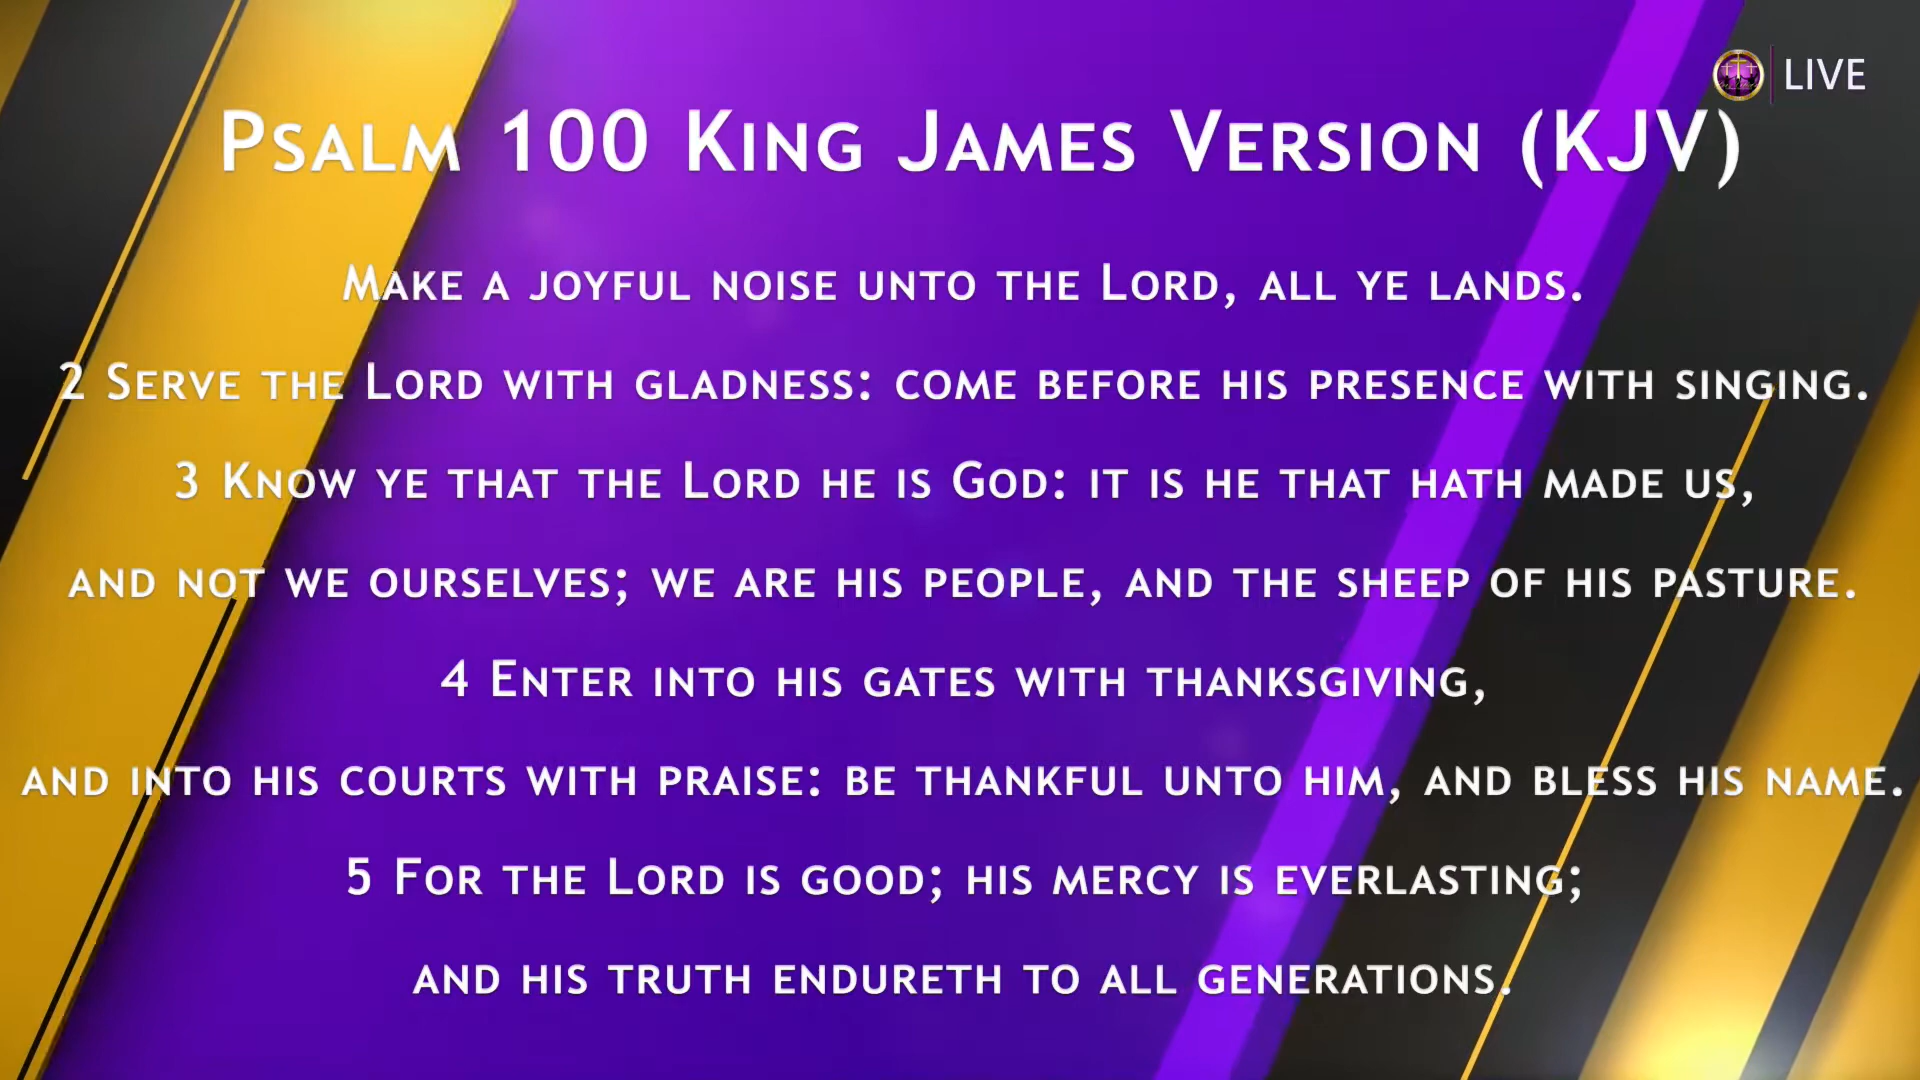 LIVE
Psalm 100 King James Version (KJV)
Make a joyful noise unto the Lord, all ye lands.
2 Serve the Lord with gladness: come before his presence with singing.
3 Know ye that the Lord he is God: it is he that hath made us,
and not we ourselves; we are his people, and the sheep of his pasture.
4 Enter into his gates with thanksgiving,
and into his courts with praise: be thankful unto him, and bless his name.
5 For the Lord is good; his mercy is everlasting;
and his truth endureth to all generations.